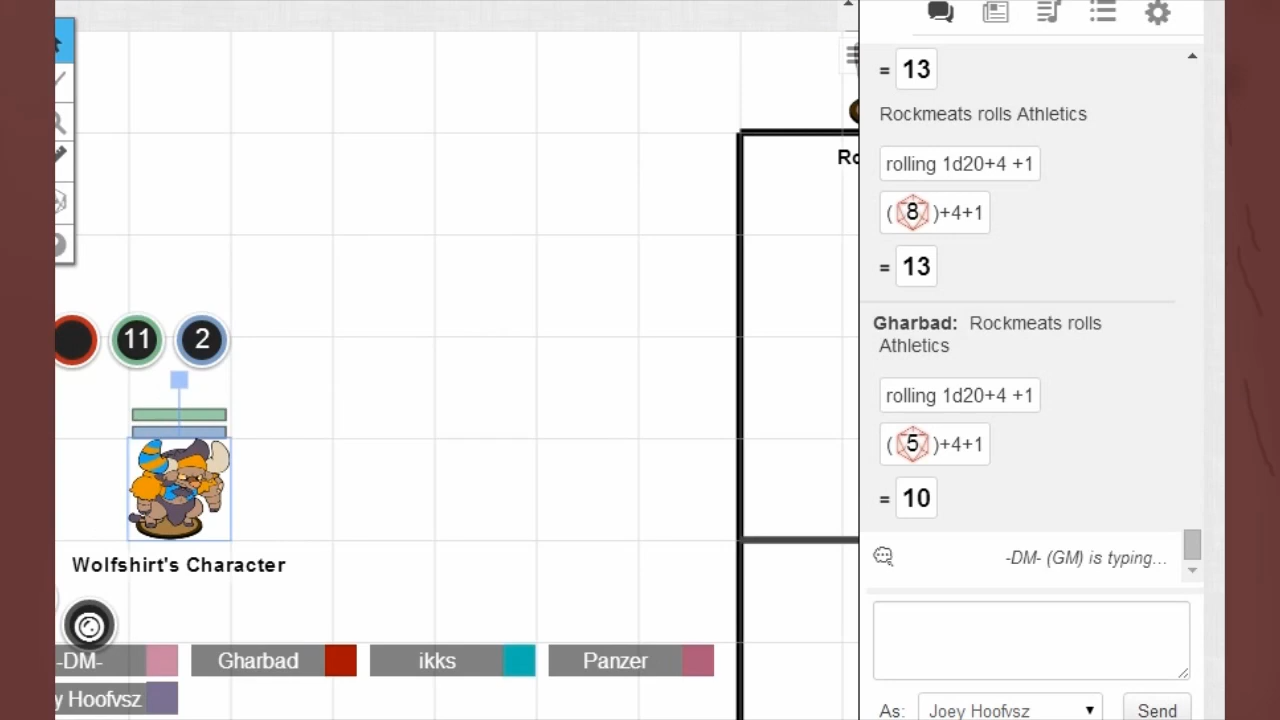 = 13
Rockmeats rolls Athletics
rolling 1d20+4 +1
(8)+4+1
= 13
Gharbad: Rockmeats rolls
Athletics
rolling 1d20+4 +1
(5)+4+1
= 10
-DM- (GM) is typing...
As: Joey Hoofvsz Send
Ro
11 2
Wolfshirt's Character
-DM- Gharbad ikks Panzer
y Hoofvsz